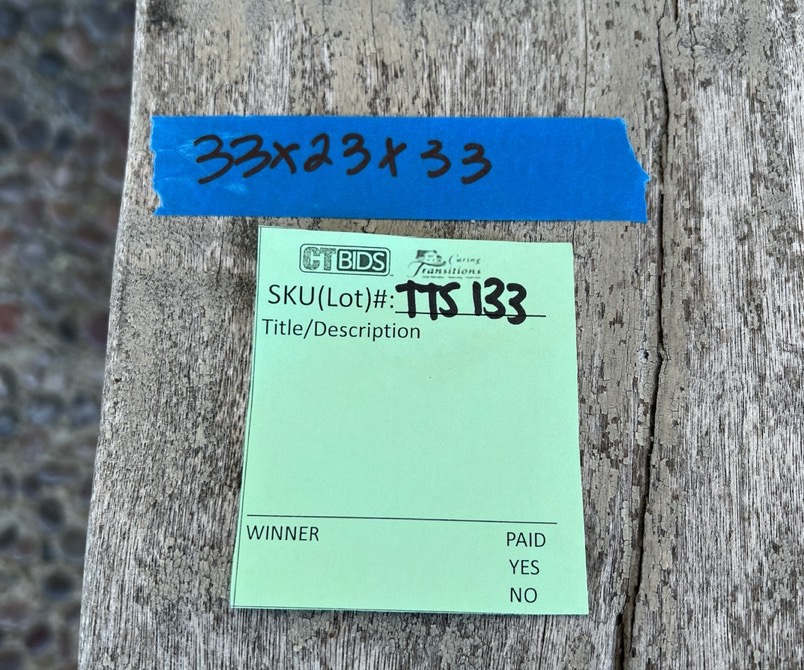 33x23x33
CTBIDS
Caring
Transitions
SKU(Lot)#: TTS 133
Title/Description
WINNER PAID
YES
NO